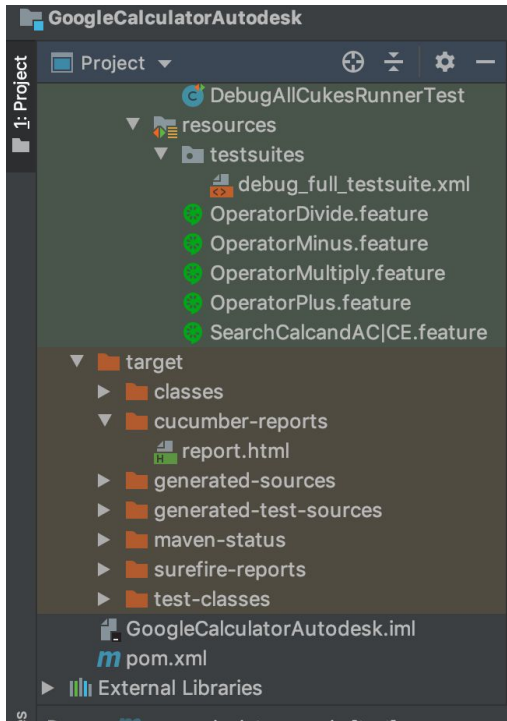 GoogleCalculatorAutodesk
1: Project
Project
DebugAllCukesRunnerTest
resources
testsuites
debug_full_testsuite.xml
OperatorDivide.feature
OperatorMinus.feature
OperatorMultiply.feature
OperatorPlus.feature
SearchCalcandAC|CE.feature
target
classes
cucumber-reports
report.html
generated-sources
generated-test-sources
maven-status
surefire-reports
test-classes
GoogleCalculatorAutodesk.iml
pom.xml
External Libraries